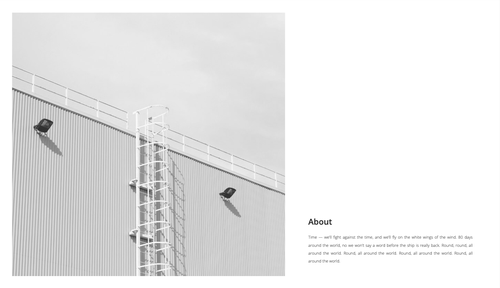 About
Time — we'll fight against the time, and we'll fly on the white wings of the wind. 80 days
around the world, no we won't say a word before the ship is really back. Round, round, all
around the world. Round, all around the world. Round, all around the world. Round, all
around the world.